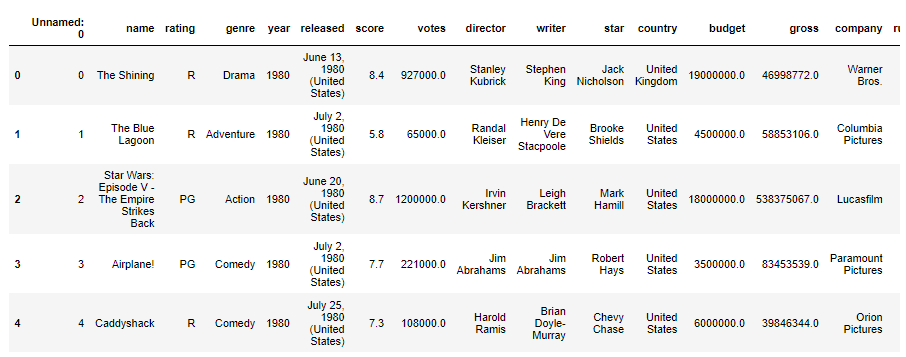 Unnamed: 0 name rating genre year released score votes director writer star country budget gross company
0 0 The Shining R Drama 1980 June 13, 1980 (United States) 8.4 927000.0 Stanley Kubrick Stephen King Jack Nicholson United Kingdom 19000000.0 46998772.0 Warner Bros.
1 1 The Blue Lagoon R Adventure 1980 July 2, 1980 (United States) 5.8 65000.0 Randal Kleiser Henry De Vere Stacpoole Brooke Shields United States 4500000.0 58853106.0 Columbia Pictures
2 2 Star Wars: Episode V - The Empire Strikes Back PG Action 1980 June 20, 1980 (United States) 8.7 1200000.0 Irvin Kershner Leigh Brackett Mark Hamill United States 18000000.0 538375067.0 Lucasfilm
3 3 Airplane! PG Comedy 1980 July 2, 1980 (United States) 7.7 221000.0 Jim Abrahams Jim Abrahams Robert Hays United States 3500000.0 83453539.0 Paramount Pictures
4 4 Caddyshack R Comedy 1980 July 25, 1980 (United States) 7.3 108000.0 Harold Ramis Brian Doyle-Murray Chevy Chase United States 6000000.0 39846344.0 Orion Pictures